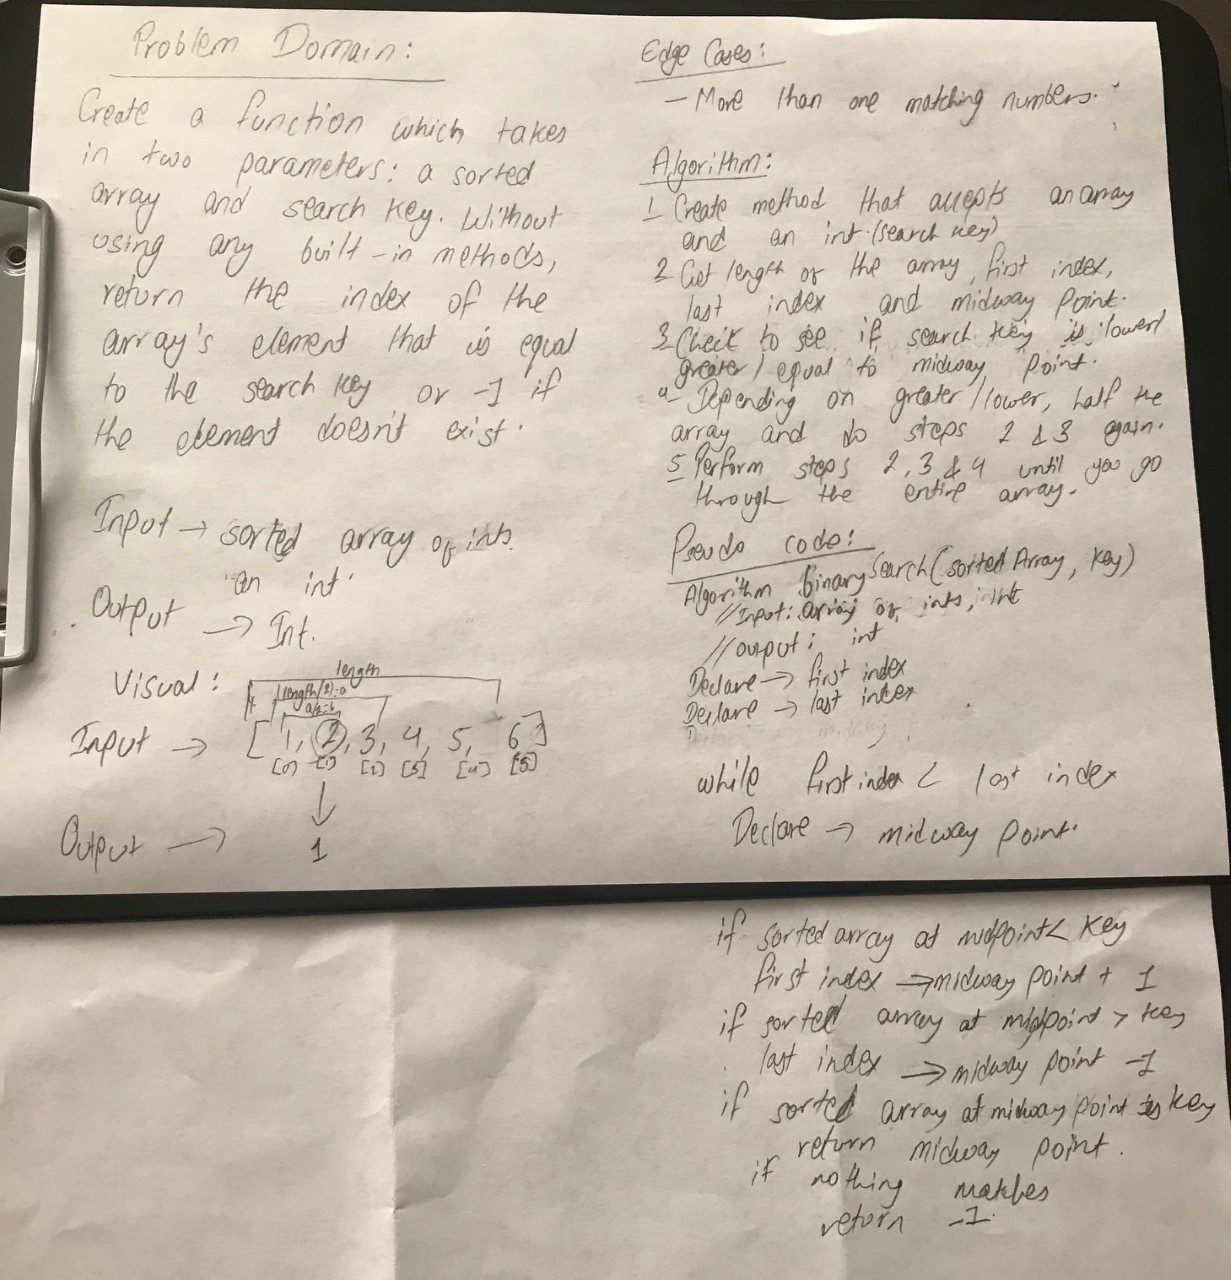 Problem Domain:
Create a function which takes
in two parameters: a sorted
array and search key. Without
using any built-in methods,
return the index of the
array's element that is equal
to the search key or -1 if
the element doesn't exist.
Input → sorted array of ints.
an int
Output → Int.
Visual:
length
(length/2)=a
a/2=b
Input → [1, 2, 3, 4, 5, 6]
[0] [1] [2] [3] [4] [5]
Output → 1
Edge Cases:
- More than one matching numbers.
Algorithm:
1 Create method that accepts an array
and an int (search key)
2 Get length of the array, first index,
last index and midway point.
3 Check to see if search key is lower/
greater/equal to midway point.
4- Depending on greater/lower, half the
array and do steps 2 & 3 again.
5 Perform steps 2, 3 & 4 until you go
through the entire array.
Pseudo code:
Algorithm binarySearch(sorted Array, key)
//Input: array of ints, int
//output: int
Declare → first index
Declare → last index
while first index < last index
Declare → midway point.
if sorted array at midpoint < key
first index → midway point + 1
if sorted array at midpoint > key
last index → midway point -1
if sorted array at midway point is key
return midway point.
if nothing matches
return -1.